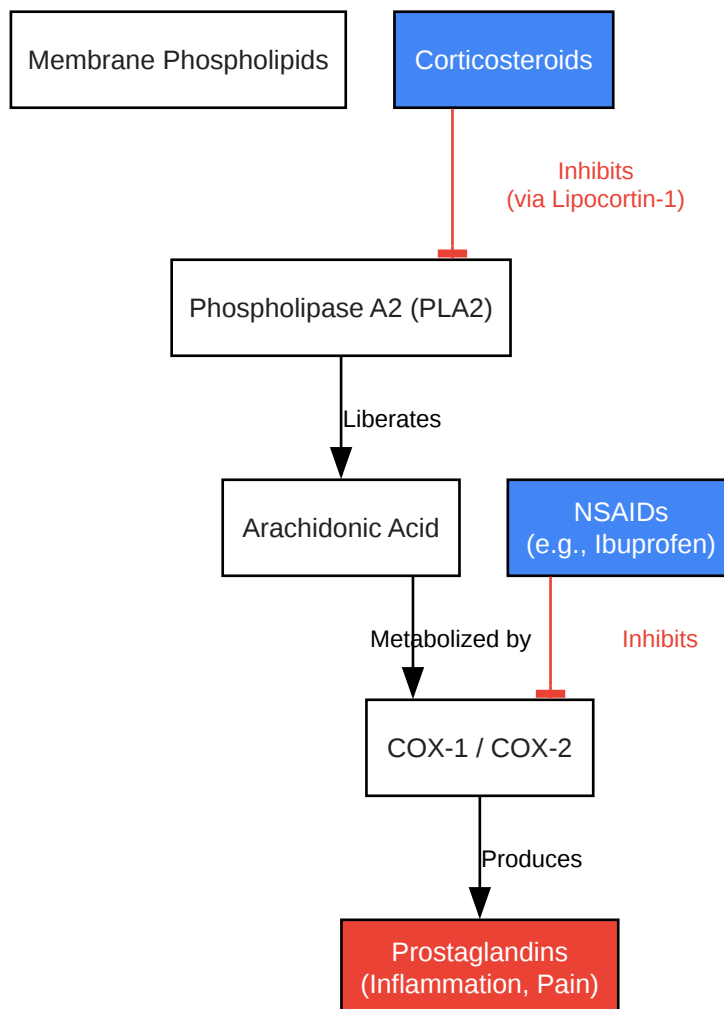 Membrane Phospholipids
Corticosteroids
Inhibits
(via Lipocortin-1)
Phospholipase A2 (PLA2)
Liberates
Arachidonic Acid
NSAIDs
(e.g., Ibuprofen)
Metabolized by
Inhibits
COX-1 / COX-2
Produces
Prostaglandins
(Inflammation, Pain)